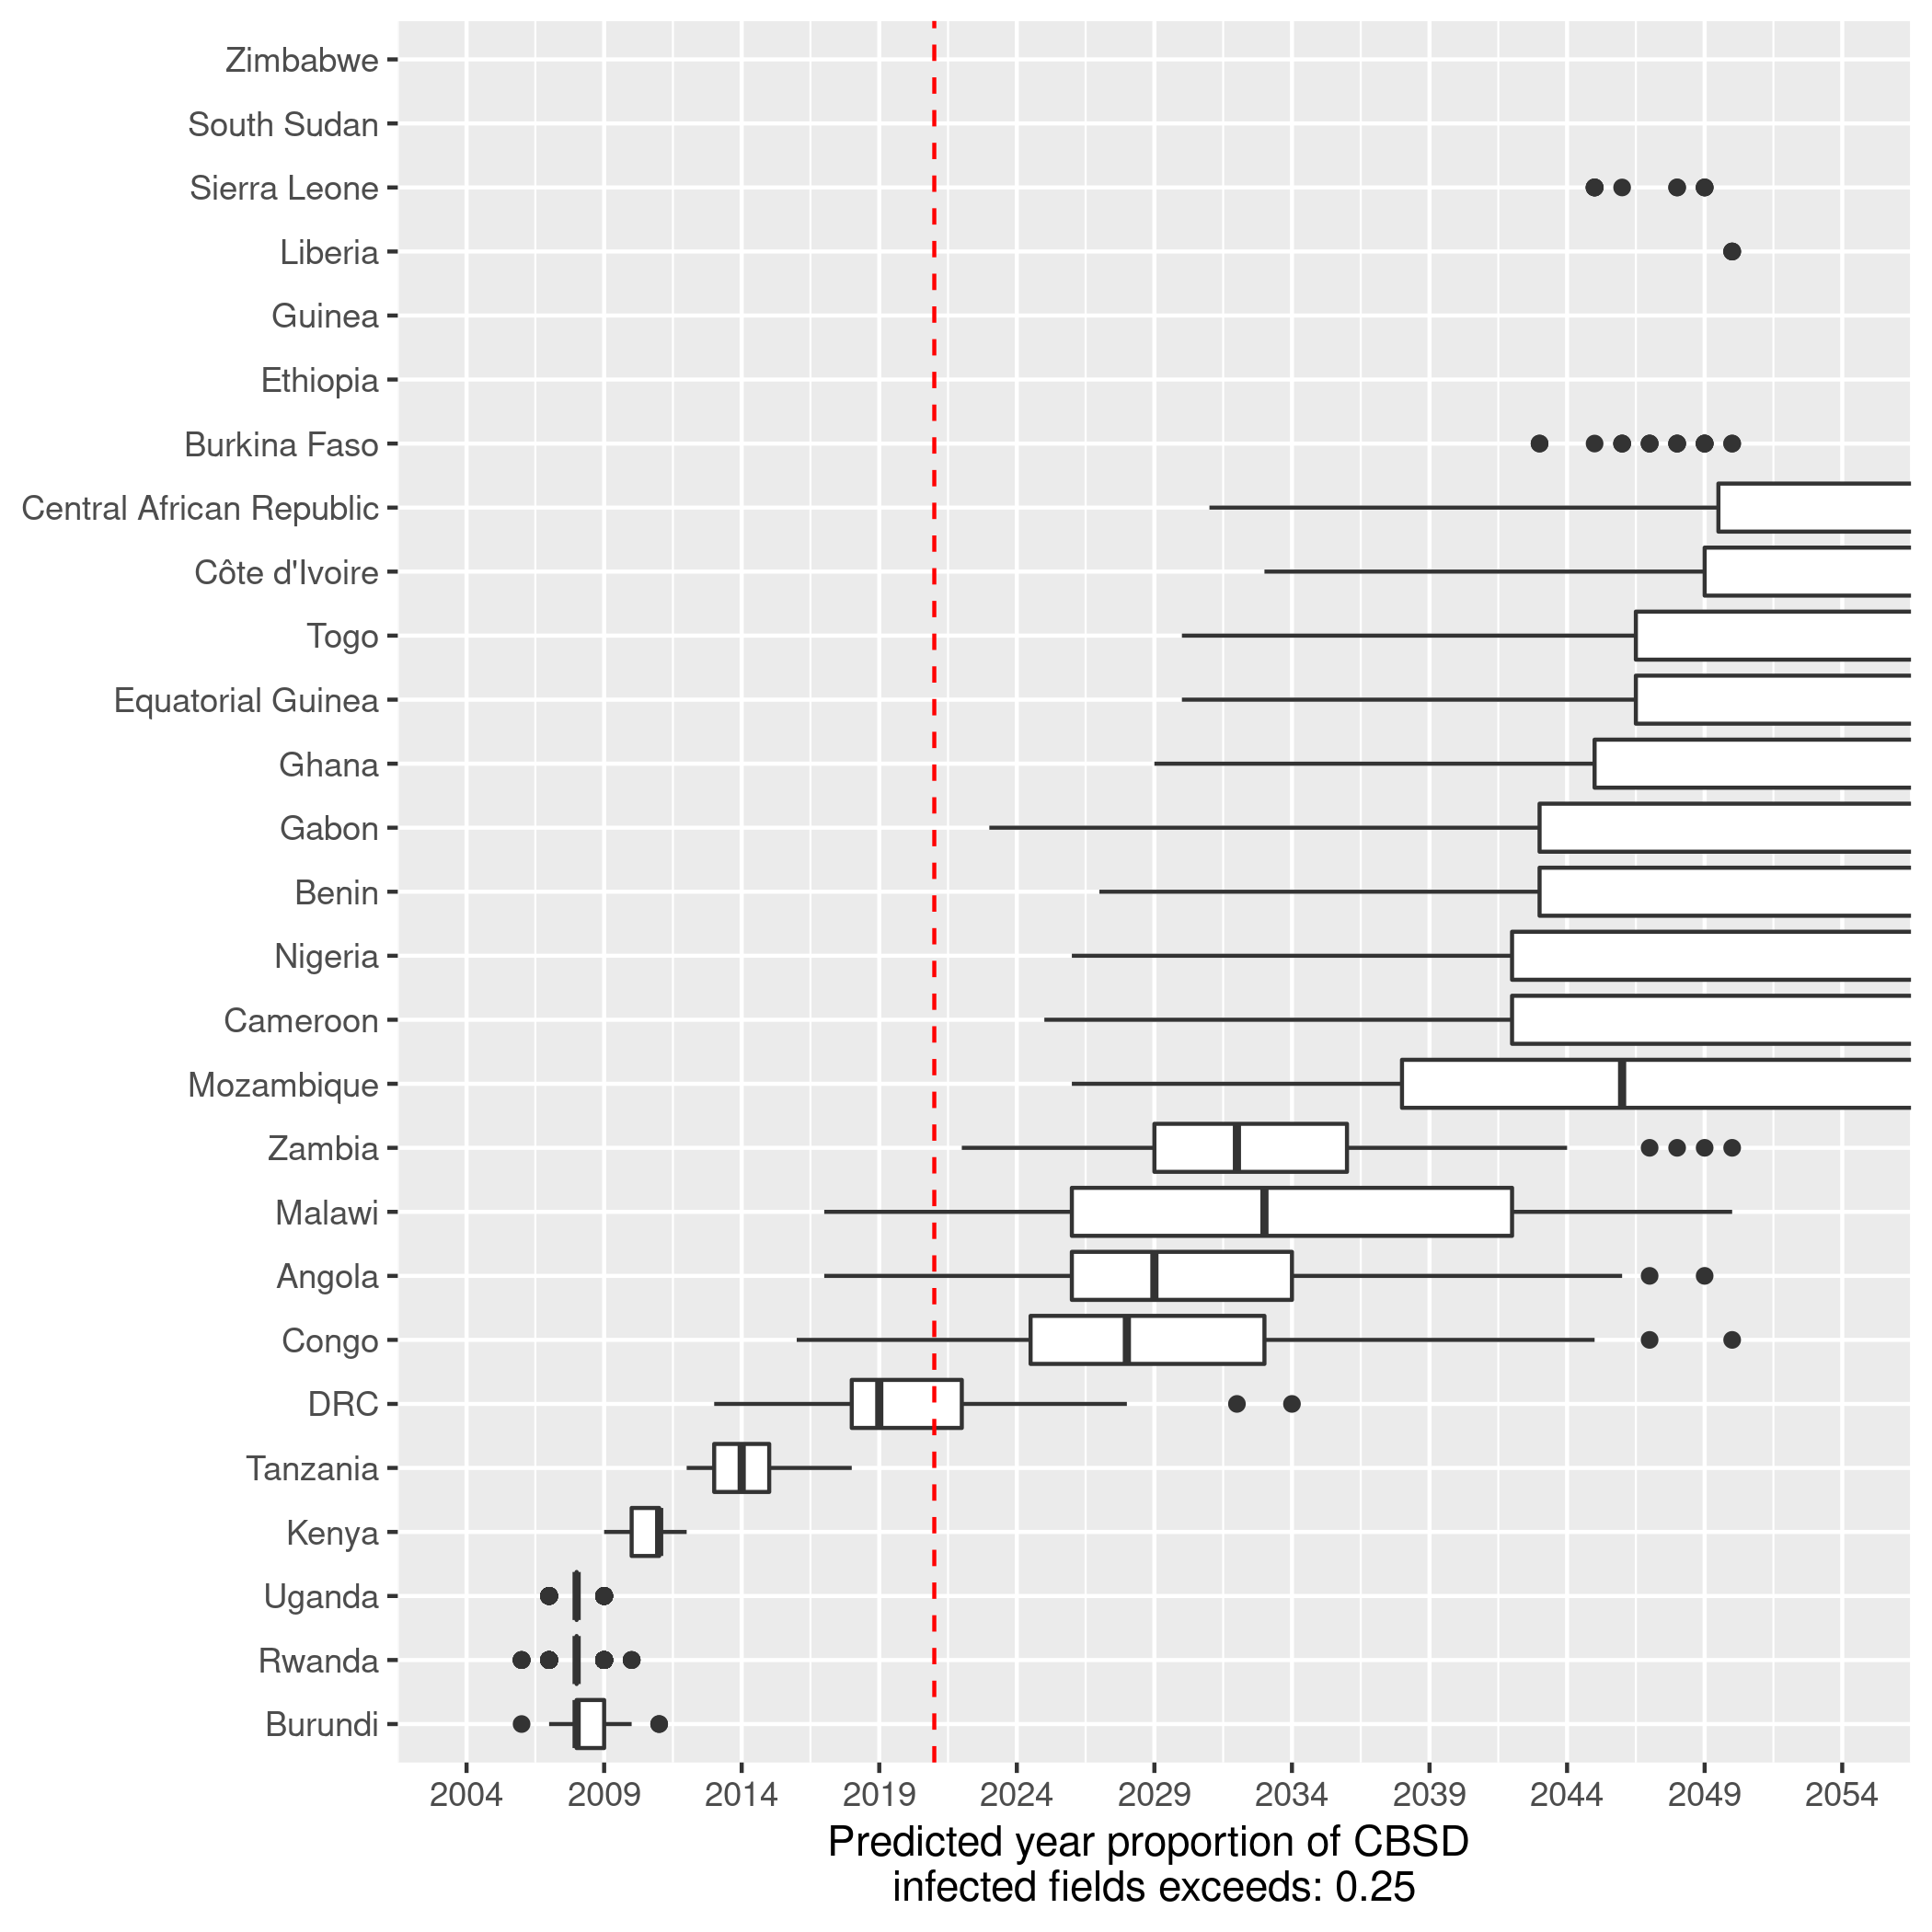 Zimbabwe
South Sudan
Sierra Leone
Liberia
Guinea
Ethiopia
Burkina Faso
Central African Republic
Côte d'Ivoire
Togo
Equatorial Guinea
Ghana
Gabon
Benin
Nigeria
Cameroon
Mozambique
Zambia
Malawi
Angola
Congo
DRC
Tanzania
Kenya
Uganda
Rwanda
Burundi
2004 2009 2014 2019 2024 2029 2034 2039 2044 2049 2054
Predicted year proportion of CBSD
infected fields exceeds: 0.25